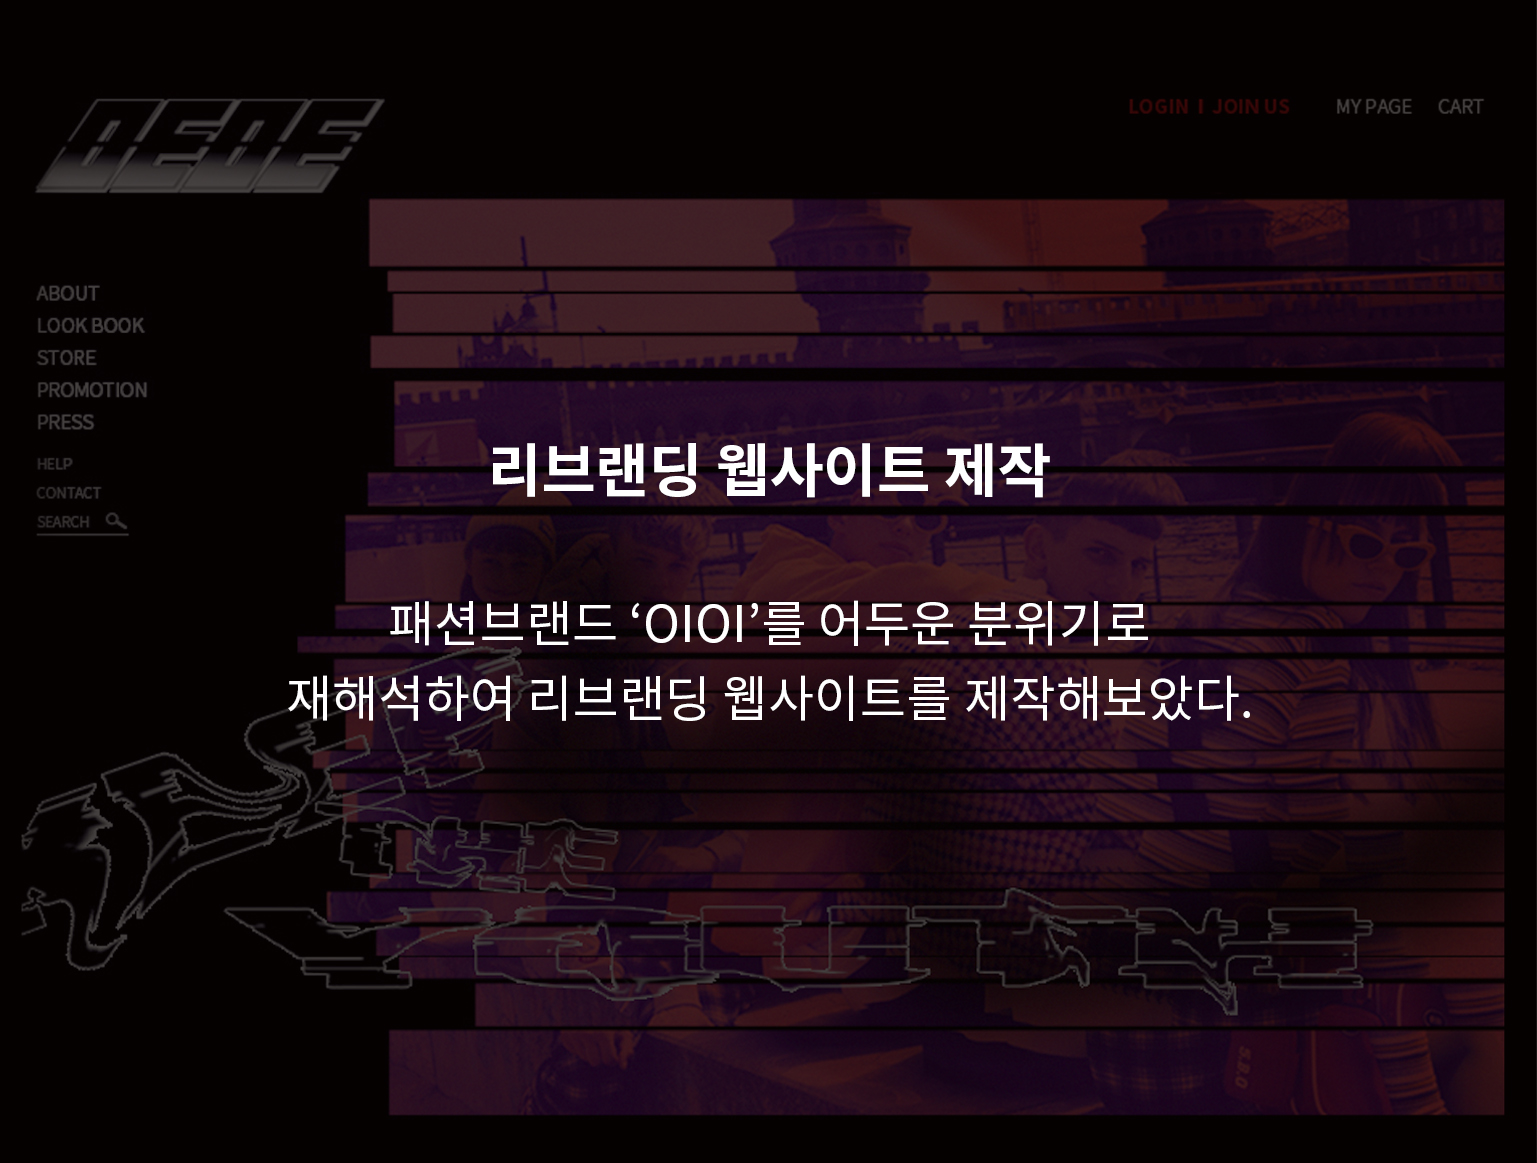 LOGIN I JOIN US MY PAGE CART
ABOUT
LOOK BOOK
STORE
PROMOTION
PRESS
HELP
CONTACT
SEARCH
리브랜딩 웹사이트 제작
패션브랜드 ‘OIOI’를 어두운 분위기로
재해석하여 리브랜딩 웹사이트를 제작해보았다.
5.B.0